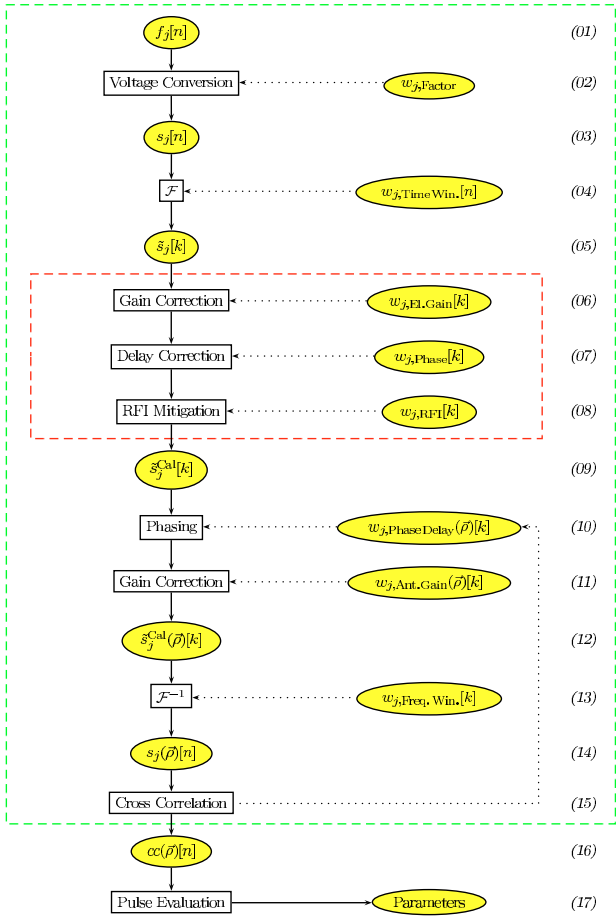 f_j[n] (01)
Voltage Conversion w_{j,Factor} (02)
s_j[n] (03)
ℱ w_{j,Time Win.}[n] (04)
s̃_j[k] (05)
Gain Correction w_{j,El.Gain}[k] (06)
Delay Correction w_{j,Phase}[k] (07)
RFI Mitigation w_{j,RFI}[k] (08)
s̃_j^{Cal}[k] (09)
Phasing w_{j,Phase Delay}(ρ⃗)[k] (10)
Gain Correction w_{j,Ant.Gain}(ρ⃗)[k] (11)
s̃_j^{Cal}(ρ⃗)[k] (12)
ℱ^{−1} w_{j,Freq. Win.}[k] (13)
s_j(ρ⃗)[n] (14)
Cross Correlation (15)
cc(ρ⃗)[n] (16)
Pulse Evaluation Parameters (17)